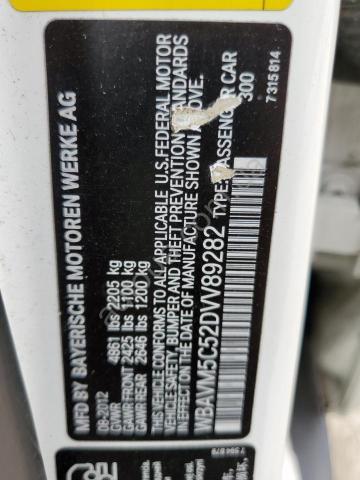 MFD BY BAYERISCHE MOTOREN WERKE AG
08-2012
GVWR 4861 lbs 2205 kg
GAWR FRONT 2425 lbs 1100 kg
GAWR REAR 2646 lbs 1200 kg
THIS VEHICLE CONFORMS TO ALL APPLICABLE U.S. FEDERAL MOTOR
VEHICLE SAFETY, BUMPER AND THEFT PREVENTION STANDARDS
IN EFFECT ON THE DATE OF MANUFACTURE SHOWN ABOVE.
WBAVM5C52DVV89282 TYPE: PASSENGER CAR
300
7 315 814